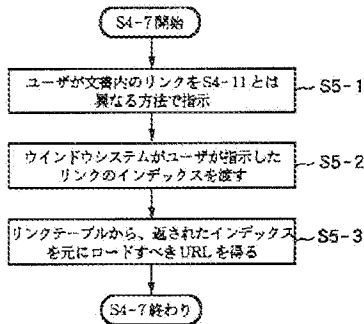 S4-7開始
ユーザが文書内のリンクをS4-11とは
異なる方法で指示
S5-1
ウインドウシステムがユーザが指示した
リンクのインデックスを渡す
S5-2
リンクテーブルから、返されたインデックス
を元にロードすべきURLを得る
S5-3
S4-7終わり